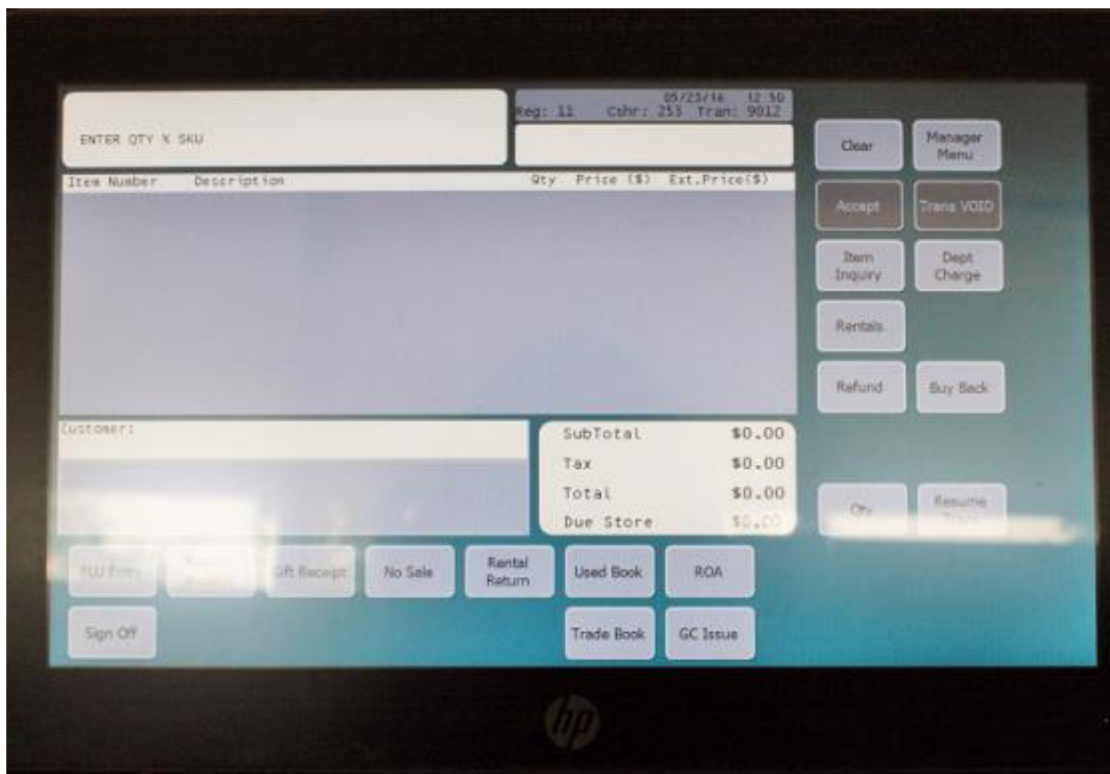 05/23/16 12:50
Reg: 11 Cshr: 253 Tran: 9012
ENTER QTY X SKU
Clear
Manager
Menu
Item Number Description Qty Price ($) Ext.Price($)
Accept
Trans VOID
Item
Inquiry
Dept
Charge
Rentals
Refund
Buy Back
Customer:
SubTotal $0.00
Tax $0.00
Total $0.00
Due Store $0.00
Qty
Resume
Gift Receipt
No Sale
Rental
Return
Used Book
ROA
Sign Off
Trade Book
GC Issue
hp